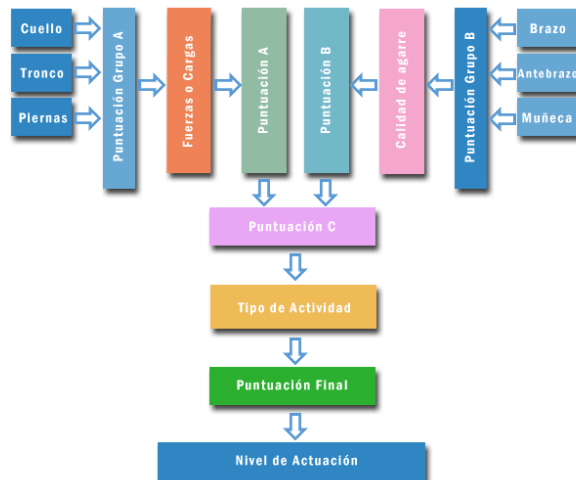 Cuello
Tronco
Piernas
Puntuación Grupo A
Fuerzas o Cargas
Puntuación A
Puntuación B
Calidad de agarre
Puntuación Grupo B
Brazo
Antebrazo
Muñeca
Puntuación C
Tipo de Actividad
Puntuación Final
Nivel de Actuación